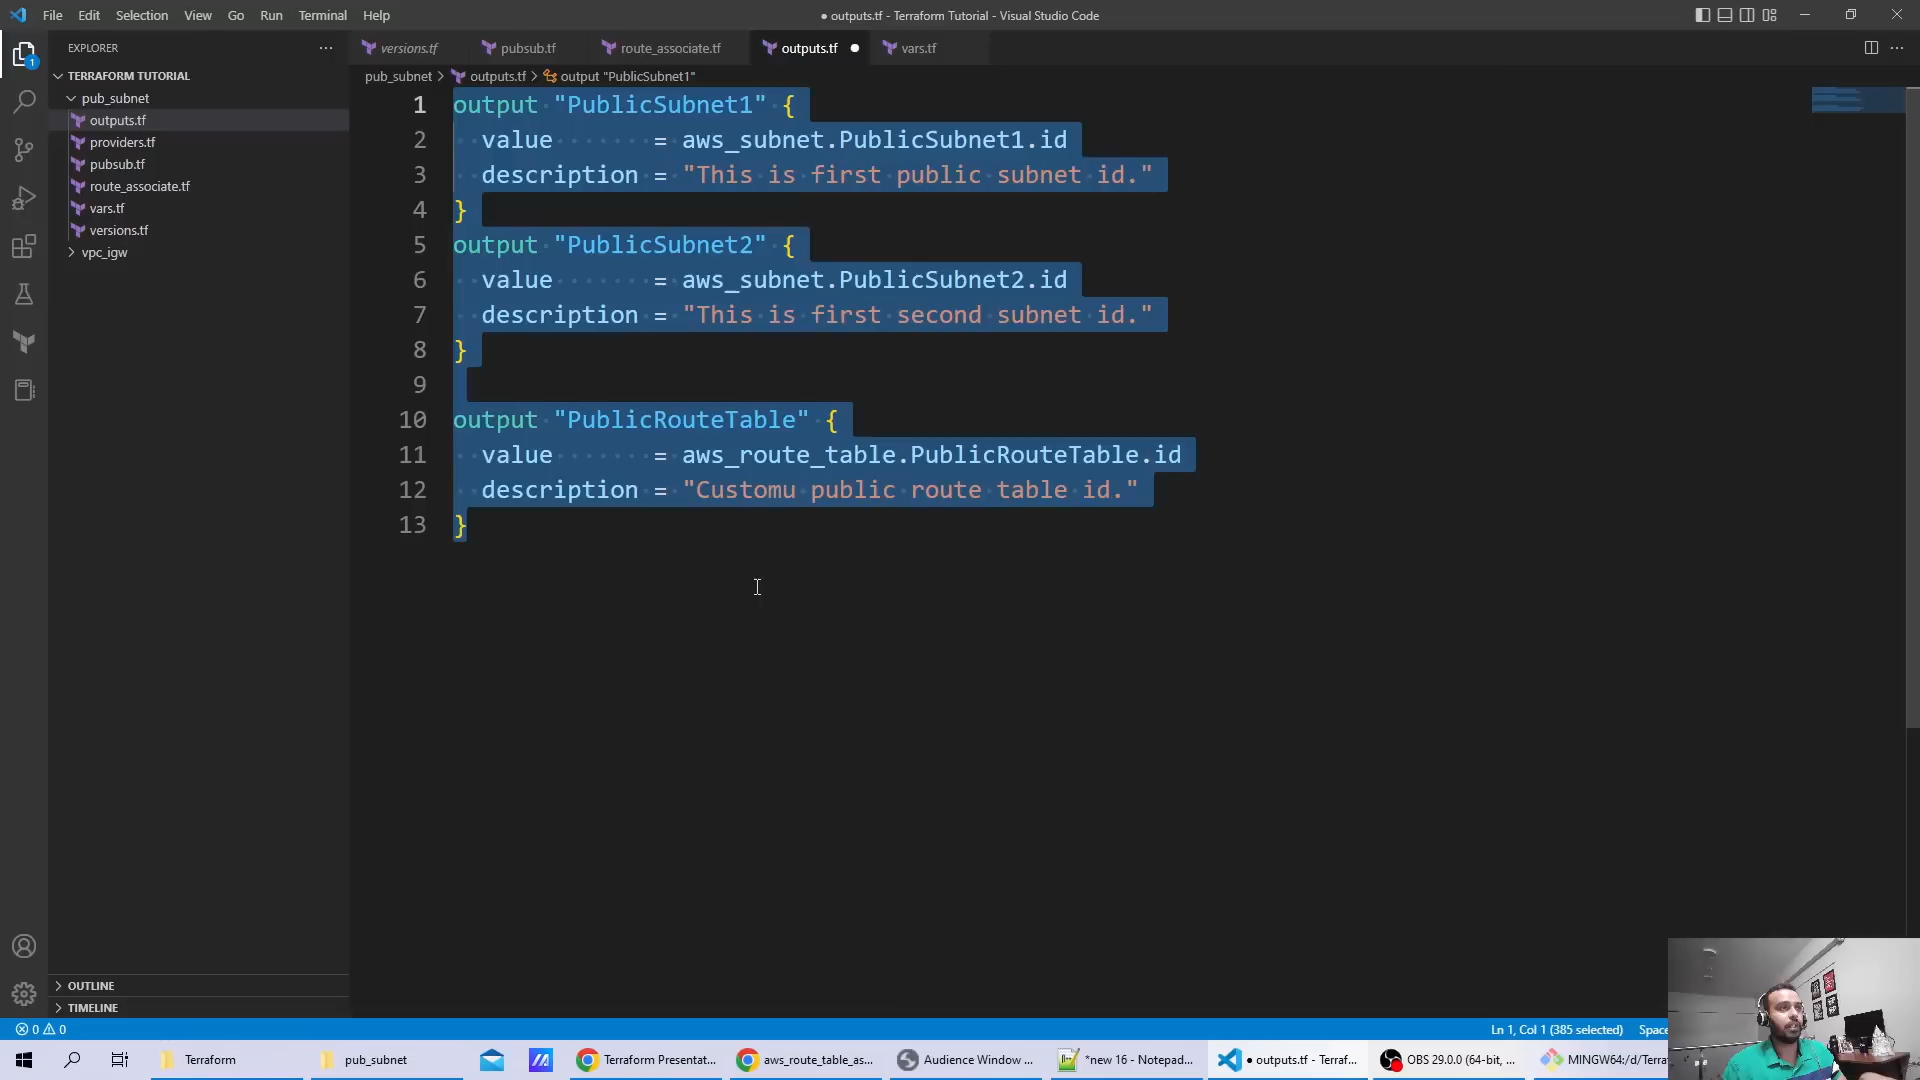 File Edit Selection View Go Run Terminal Help
● outputs.tf - Terraform Tutorial - Visual Studio Code
EXPLORER
versions.tf pubsub.tf route_associate.tf outputs.tf vars.tf
TERRAFORM TUTORIAL
pub_subnet
outputs.tf
providers.tf
pubsub.tf
route_associate.tf
vars.tf
versions.tf
vpc_igw
1
pub_subnet > outputs.tf > output "PublicSubnet1"
1 output "PublicSubnet1" {
2 value = aws_subnet.PublicSubnet1.id
3 description = "This is first public subnet id."
4 }
5 output "PublicSubnet2" {
6 value = aws_subnet.PublicSubnet2.id
7 description = "This is first second subnet id."
8 }
9
10 output "PublicRouteTable" {
11 value = aws_route_table.PublicRouteTable.id
12 description = "Customu public route table id."
13 }
OUTLINE
TIMELINE
0 0
Ln 1, Col 1 (385 selected) Space
Terraform pub_subnet Terraform Presentat... aws_route_table_as... Audience Window ... *new 16 - Notepad... ● outputs.tf - Terraf... OBS 29.0.0 (64-bit, ... MINGW64:/d/Terra